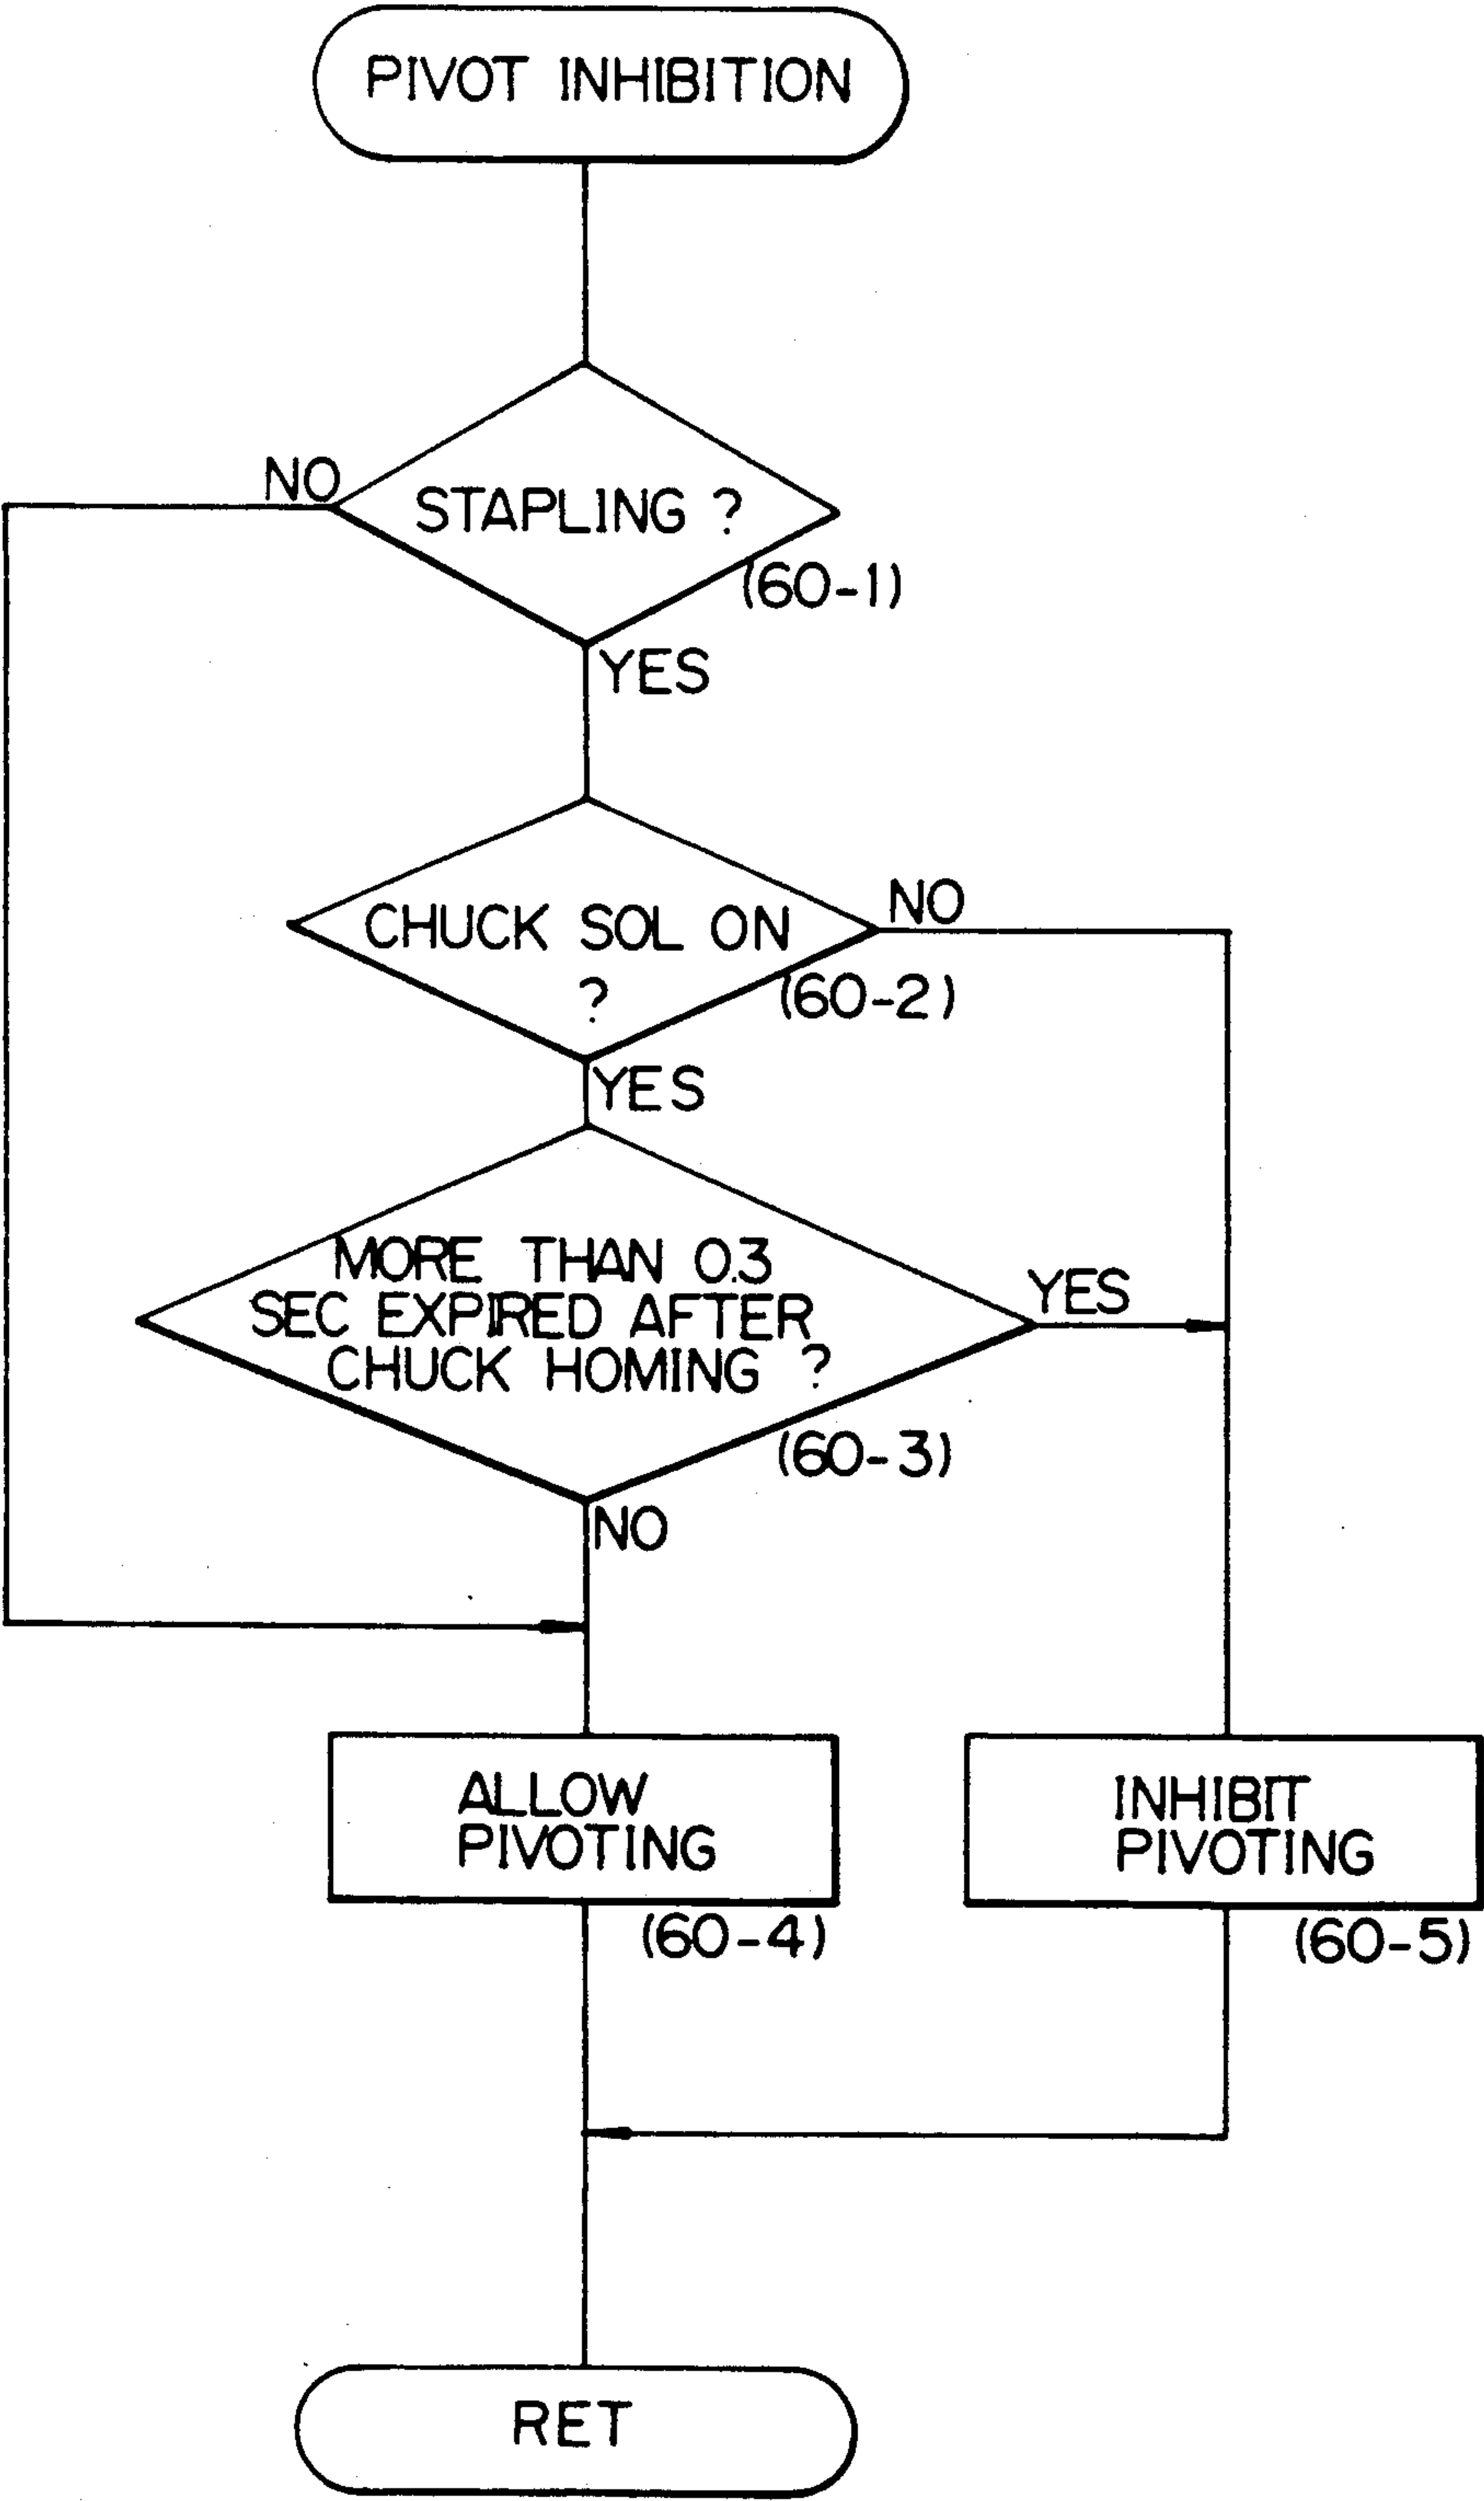 PIVOT INHIBITION
NO
STAPLING ?
(60-1)
YES
CHUCK SOL ON
?
NO
(60-2)
YES
MORE THAN 0.3
SEC EXPIRED AFTER
CHUCK HOMING ?
YES
(60-3)
NO
ALLOW
PIVOTING
(60-4)
INHIBIT
PIVOTING
(60-5)
RET